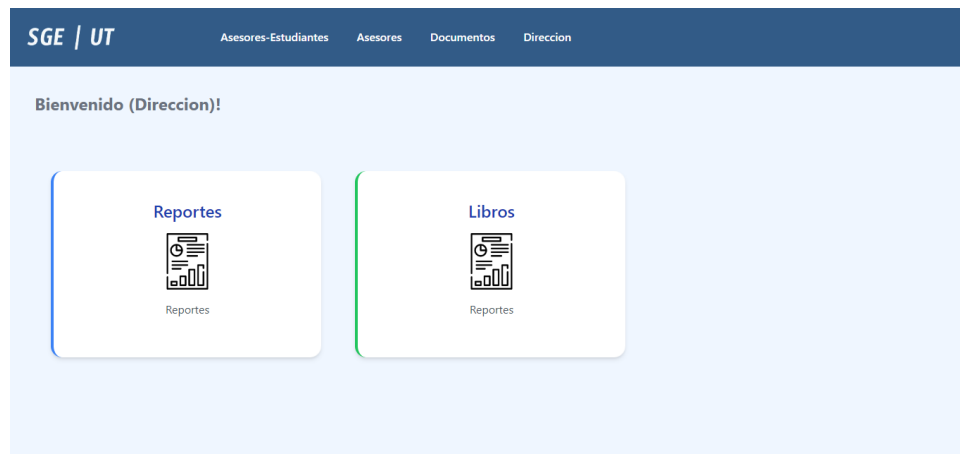 SGE | UT Asesores-Estudiantes Asesores Documentos Direccion
Bienvenido (Direccion)!
Reportes
Reportes
Libros
Reportes